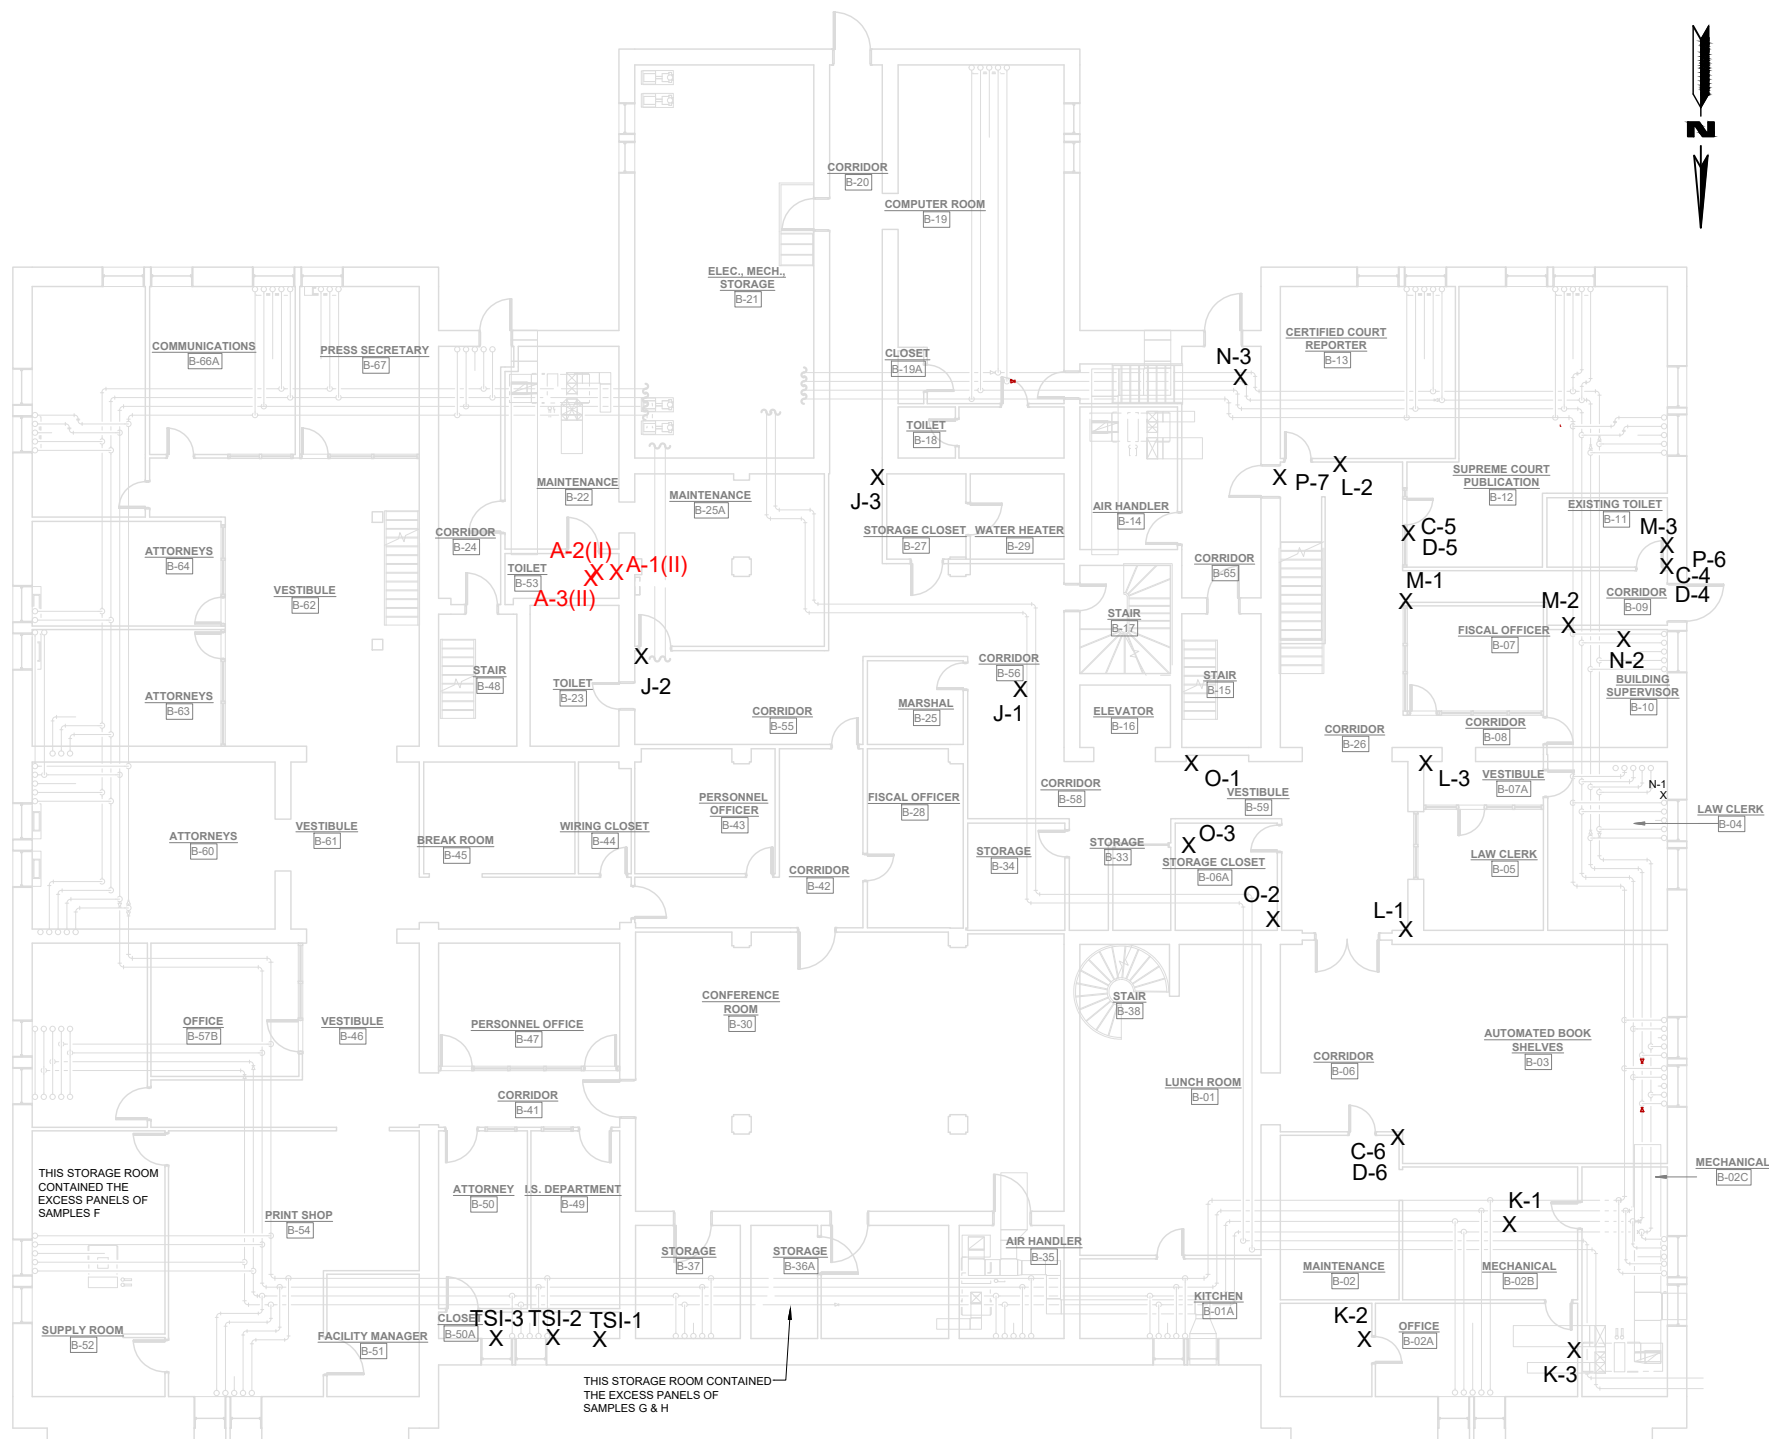 N
CORRIDOR
B-20
COMPUTER ROOM
B-19
ELEC., MECH.,
STORAGE
B-21
COMMUNICATIONS
B-66A
PRESS SECRETARY
B-67
CLOSET
B-19A
N-3
X
CERTIFIED COURT
REPORTER
B-13
TOILET
B-18
MAINTENANCE
B-22
MAINTENANCE
B-25A
X
J-3
AIR HANDLER
B-14
X
P-7
X
L-2
SUPREME COURT
PUBLICATION
B-12
EXISTING TOILET
B-11
CORRIDOR
B-24
STORAGE CLOSET
B-27
WATER HEATER
B-29
X
C-5
D-5
M-3
X
X
P-6
C-4
D-4
ATTORNEYS
B-64
A-2(II)
X
X
X
A-1(II)
A-3(II)
TOILET
B-53
CORRIDOR
B-65
VESTIBULE
B-62
M-1
X
M-2
X
CORRIDOR
B-09
STAIR
B-17
FISCAL OFFICER
B-07
X
N-2
X
J-2
STAIR
B-48
TOILET
B-23
CORRIDOR
B-56
X
J-1
STAIR
B-15
BUILDING
SUPERVISOR
B-10
ATTORNEYS
B-63
MARSHAL
B-25
CORRIDOR
B-55
ELEVATOR
B-16
CORRIDOR
B-26
CORRIDOR
B-08
X
O-1
X
L-3
VESTIBULE
B-07A
N-1
X
LAW CLERK
B-04
PERSONNEL
OFFICER
B-43
FISCAL OFFICER
B-28
CORRIDOR
B-58
VESTIBULE
B-59
ATTORNEYS
B-60
VESTIBULE
B-61
BREAK ROOM
B-45
WIRING CLOSET
B-44
CORRIDOR
B-42
STORAGE
B-34
STORAGE
B-33
X
O-3
STORAGE CLOSET
B-06A
LAW CLERK
B-05
O-2
X
L-1
X
CONFERENCE
ROOM
B-30
STAIR
B-38
OFFICE
B-57B
VESTIBULE
B-46
PERSONNEL OFFICE
B-47
AUTOMATED BOOK
SHELVES
B-03
CORRIDOR
B-06
LUNCH ROOM
B-01
CORRIDOR
B-41
X
C-6
D-6
THIS STORAGE ROOM
CONTAINED THE
EXCESS PANELS OF
SAMPLES F
MECHANICAL
B-02C
ATTORNEY
B-50
I.S. DEPARTMENT
B-49
K-1
X
PRINT SHOP
B-54
STORAGE
B-37
STORAGE
B-36A
AIR HANDLER
B-35
MAINTENANCE
B-02
MECHANICAL
B-02B
KITCHEN
B-01A
CLOSET
B-50A
TSI-3
X
TSI-2
X
TSI-1
X
K-2
X
OFFICE
B-02A
SUPPLY ROOM
B-52
FACILITY MANAGER
B-51
X
K-3
THIS STORAGE ROOM CONTAINED
THE EXCESS PANELS OF
SAMPLES G & H